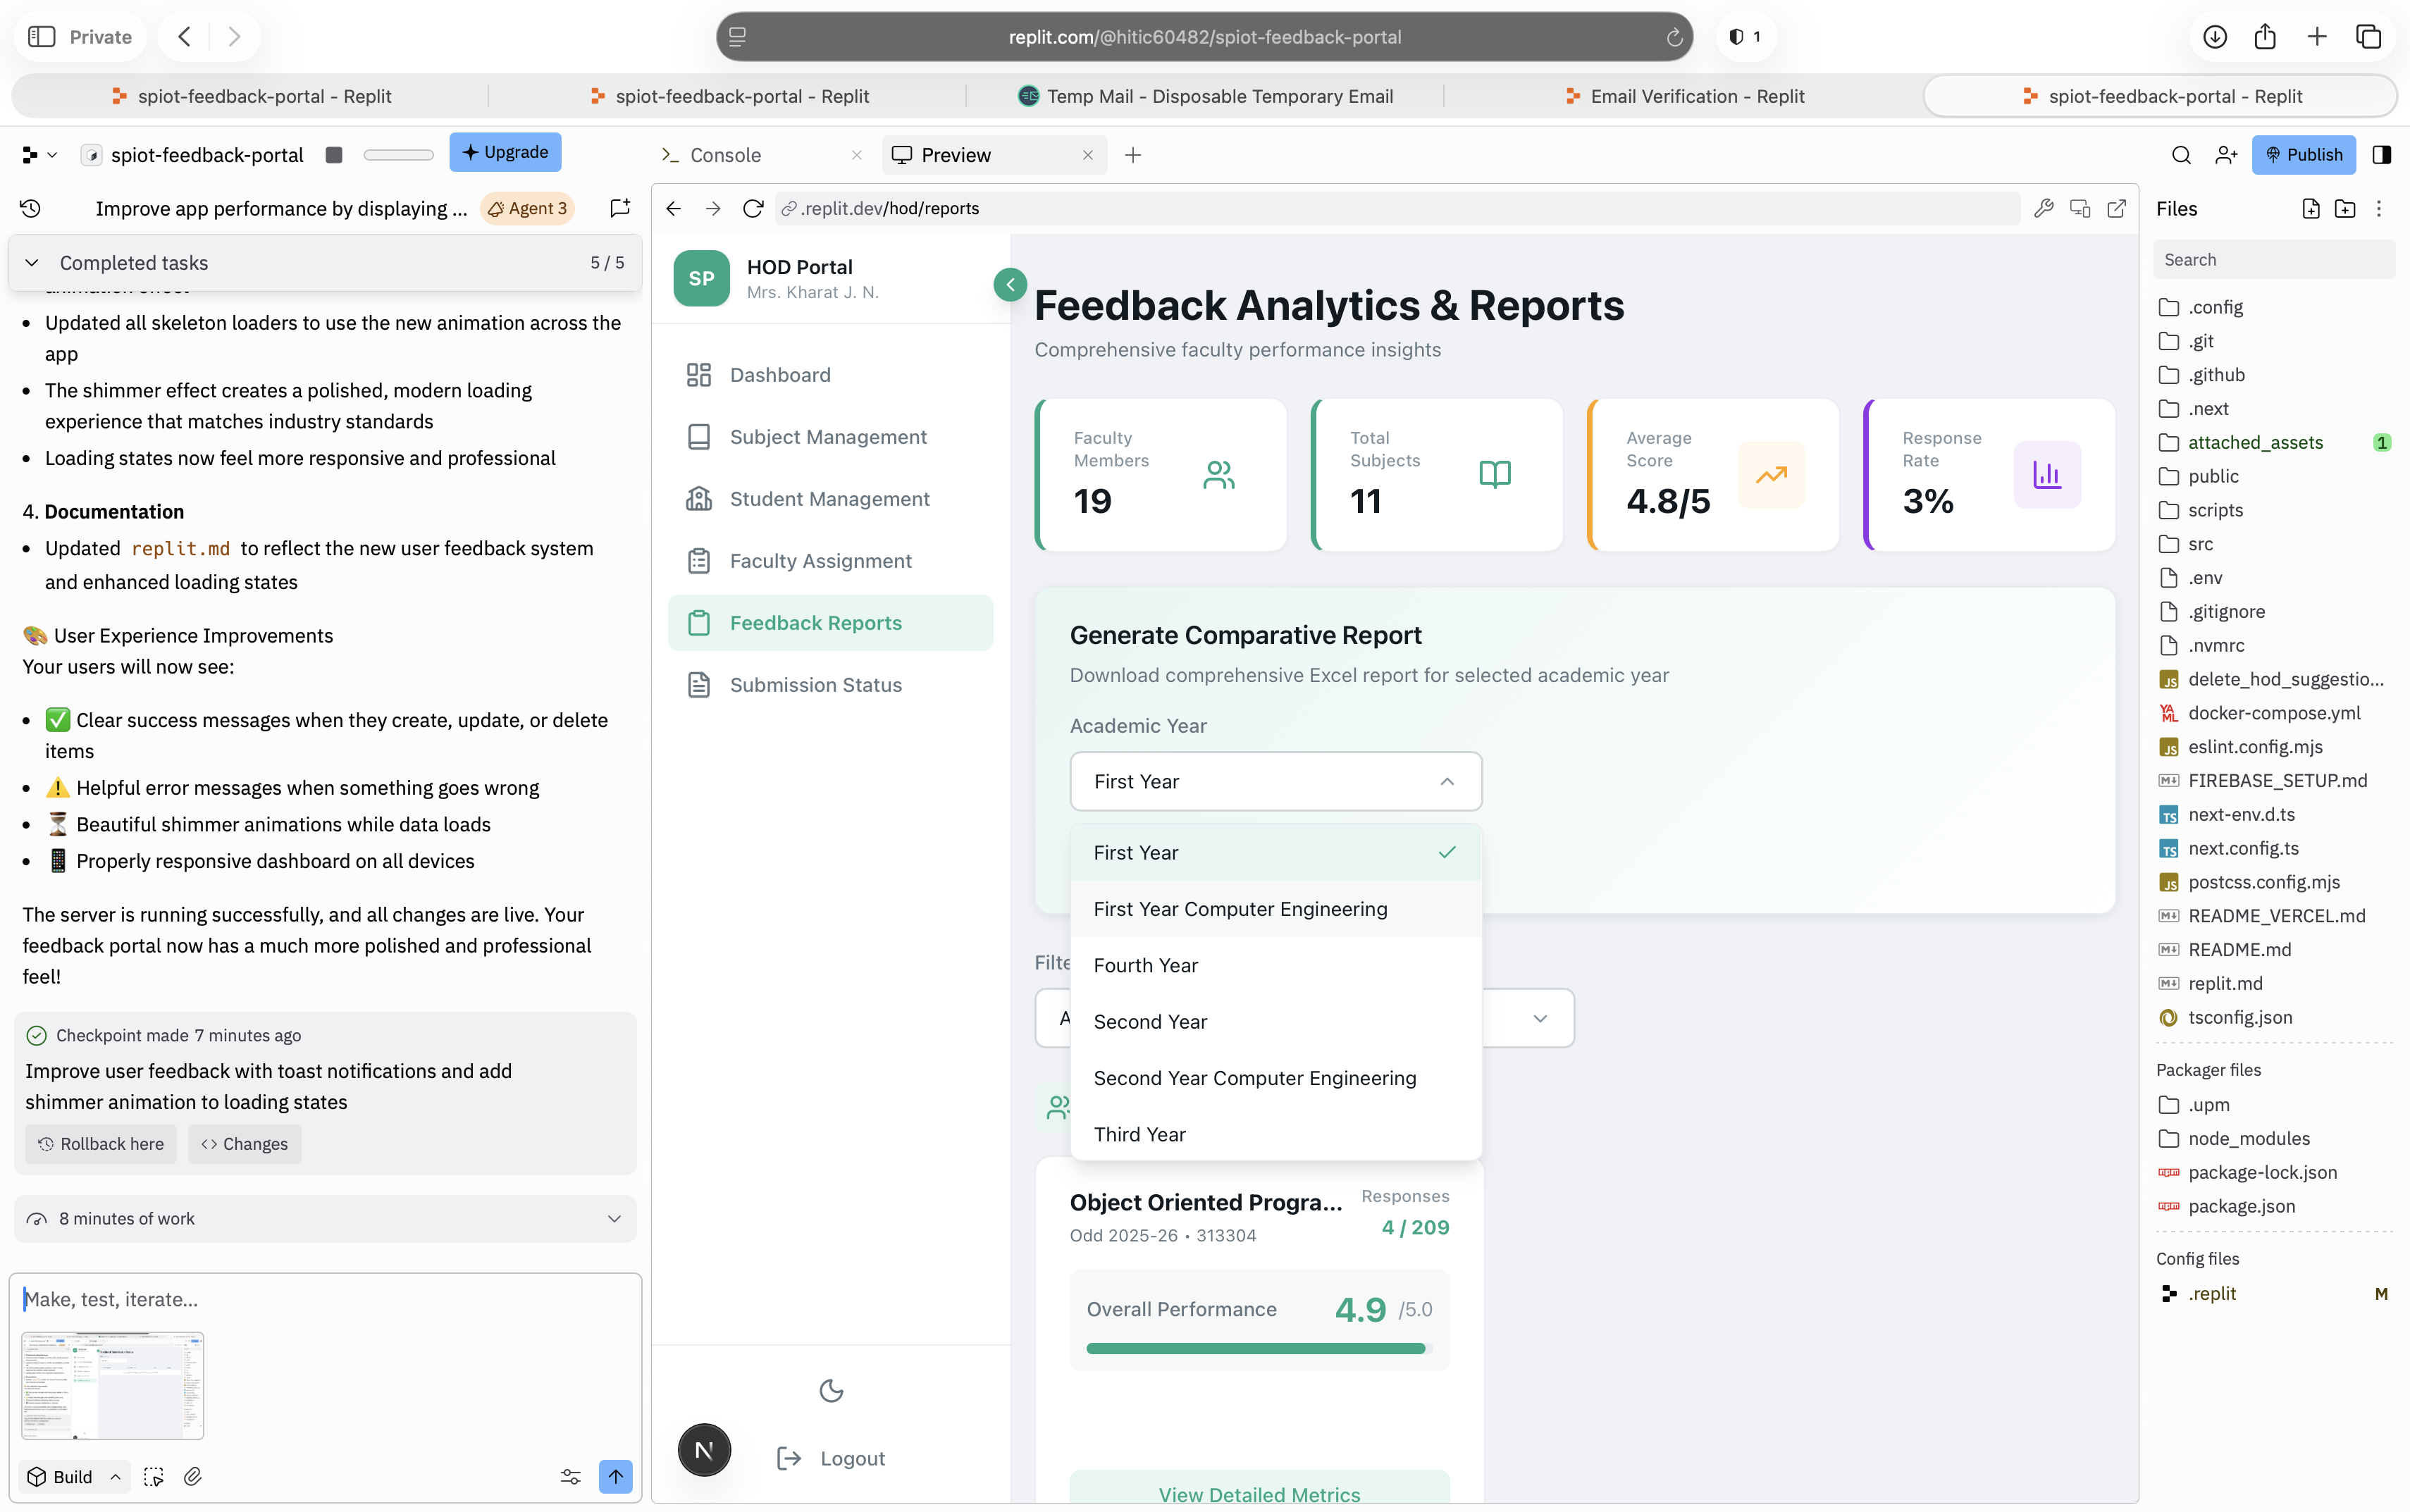 Private
replit.com/@hitic60482/spiot-feedback-portal
1
spiot-feedback-portal - Replit
spiot-feedback-portal - Replit
Temp Mail - Disposable Temporary Email
Email Verification - Replit
spiot-feedback-portal - Replit
spiot-feedback-portal
Upgrade
Console
Preview
Publish
Improve app performance by displaying ...
Agent 3
Completed tasks
5 / 5
Updated all skeleton loaders to use the new animation across the
app
The shimmer effect creates a polished, modern loading
experience that matches industry standards
Loading states now feel more responsive and professional
4. Documentation
Updated replit.md to reflect the new user feedback system
and enhanced loading states
🎨 User Experience Improvements
Your users will now see:
✅ Clear success messages when they create, update, or delete
items
⚠️ Helpful error messages when something goes wrong
⏳ Beautiful shimmer animations while data loads
📱 Properly responsive dashboard on all devices
The server is running successfully, and all changes are live. Your
feedback portal now has a much more polished and professional
feel!
Checkpoint made 7 minutes ago
Improve user feedback with toast notifications and add
shimmer animation to loading states
Rollback here
Changes
8 minutes of work
Make, test, iterate...
Build
.replit.dev/hod/reports
SP
HOD Portal
Mrs. Kharat J. N.
Dashboard
Subject Management
Student Management
Faculty Assignment
Feedback Reports
Submission Status
N
Logout
Feedback Analytics & Reports
Comprehensive faculty performance insights
Faculty
Members
19
Total
Subjects
11
Average
Score
4.8/5
Response
Rate
3%
Generate Comparative Report
Download comprehensive Excel report for selected academic year
Academic Year
First Year
First Year
First Year Computer Engineering
Fourth Year
Second Year
Second Year Computer Engineering
Third Year
Object Oriented Progra...
Responses
Odd 2025-26 • 313304
4 / 209
Overall Performance
4.9 /5.0
View Detailed Metrics
Files
Search
.config
.git
.github
.next
attached_assets
1
public
scripts
src
.env
.gitignore
.nvmrc
JS delete_hod_suggestio...
YAML docker-compose.yml
JS eslint.config.mjs
FIREBASE_SETUP.md
TS next-env.d.ts
TS next.config.ts
JS postcss.config.mjs
README_VERCEL.md
README.md
replit.md
tsconfig.json
Packager files
.upm
node_modules
package-lock.json
package.json
Config files
.replit
M